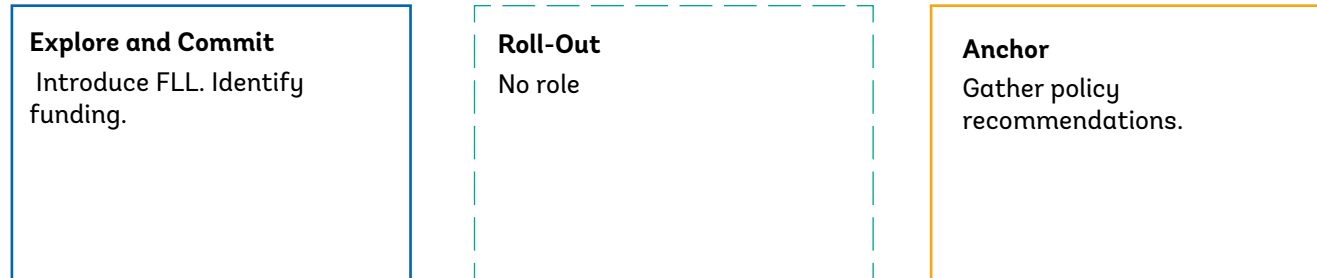 Explore and Commit
Introduce FLL. Identify
funding.
Roll-Out
No role
Anchor
Gather policy
recommendations.